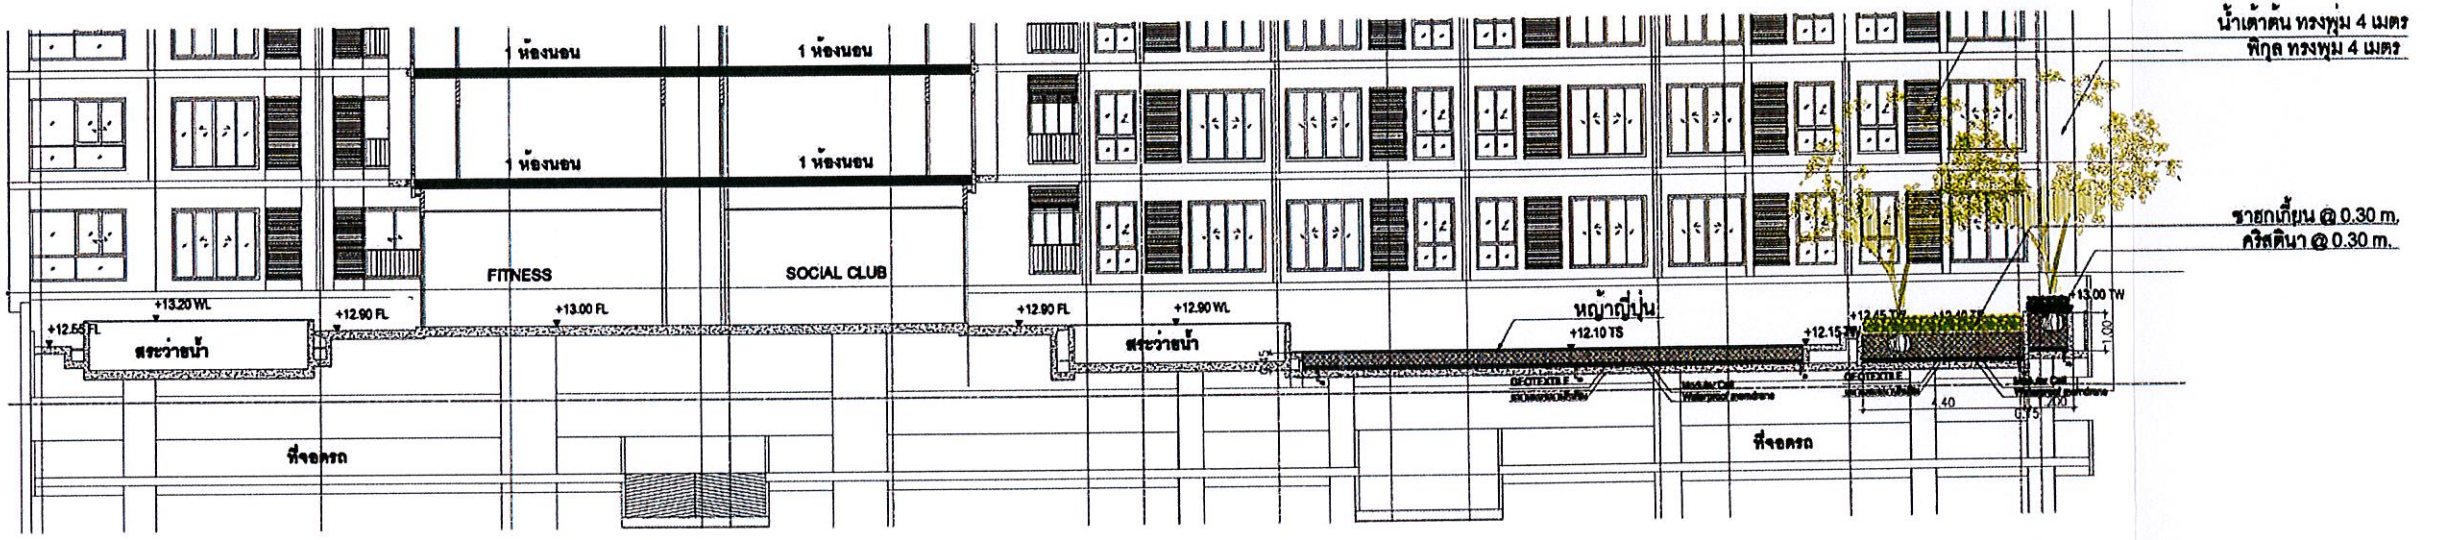 น้ำเต้าต้น ทรงพุ่ม 4 เมตร
พิกุล ทรงพุ่ม 4 เมตร
1 ห้องนอน
1 ห้องนอน
1 ห้องนอน
1 ห้องนอน
ชาฮกเกี้ยน @ 0.30 m.
คริสตินา @ 0.30 m.
FITNESS
SOCIAL CLUB
+13.20 WL
+12.90 FL
+13.00 FL
+12.90 FL
+12.90 WL
หญ้าญี่ปุ่น
+13.00 TW
+12.55 FL
+12.10 TS
+12.15 TW
1.00
สระว่ายน้ำ
สระว่ายน้ำ
GEOTEXTILE
Modular Cell
Waterproof membrane
GEOTEXTILE
Modular Cell
Waterproof membrane
4.40
2.00
ที่จอดรถ
ที่จอดรถ